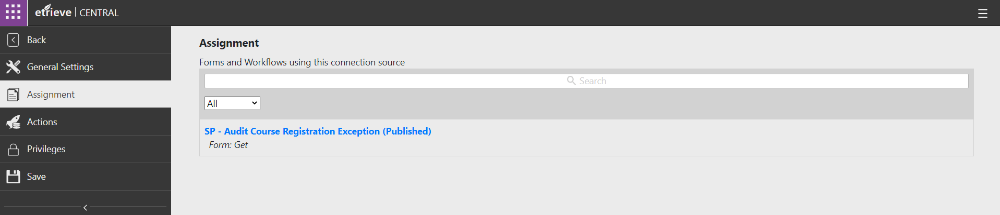 etrieve | CENTRAL
Back
General Settings
Assignment
Actions
Privileges
Save
Assignment
Forms and Workflows using this connection source
Search
All
SP - Audit Course Registration Exception (Published)
Form: Get